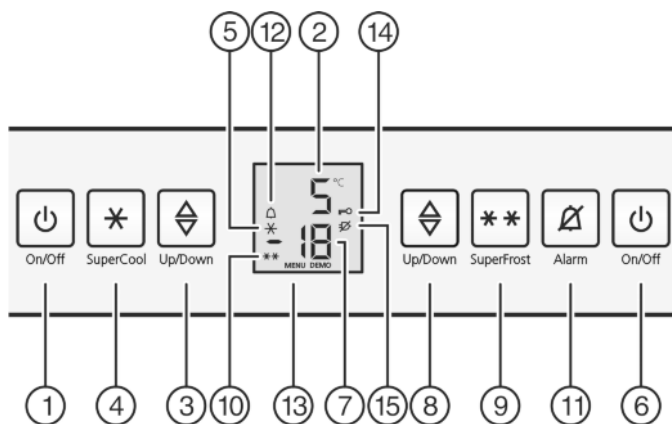 5 12 2 14
5 °C
-18
MENU DEMO
On/Off SuperCool Up/Down Up/Down SuperFrost Alarm On/Off
1 4 3 10 13 7 15 8 9 11 6